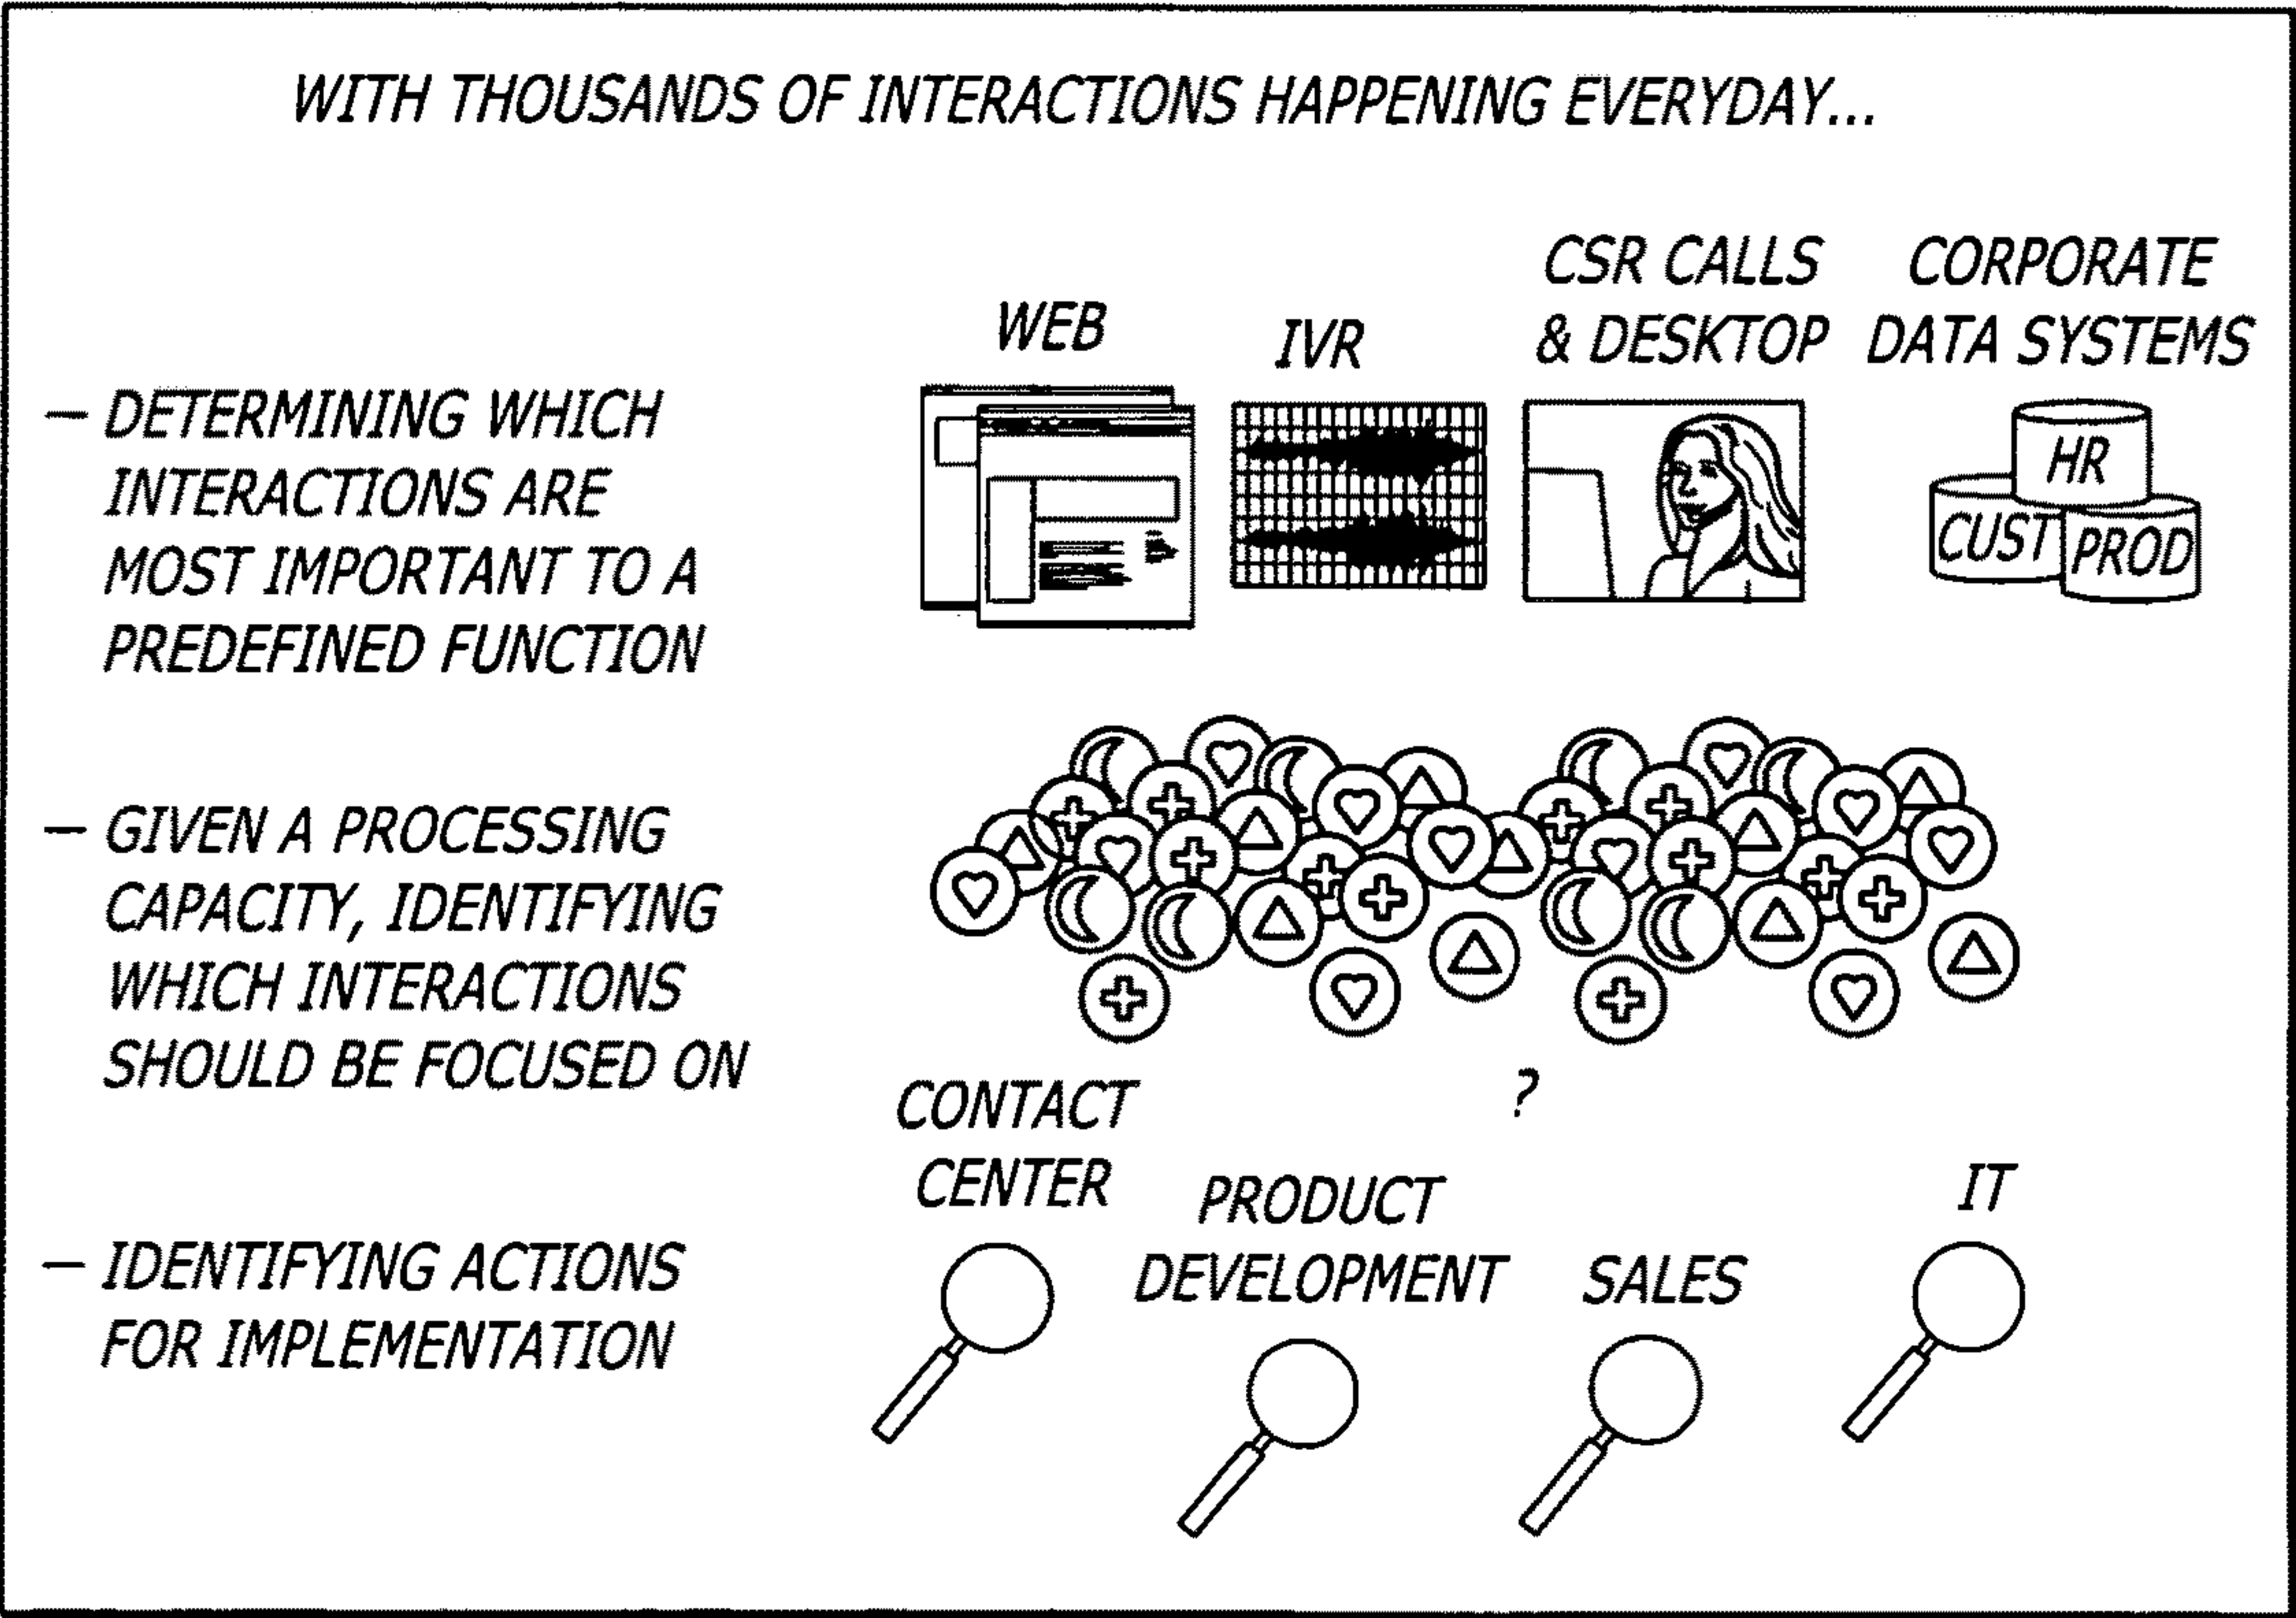 WITH THOUSANDS OF INTERACTIONS HAPPENING EVERYDAY...
– DETERMINING WHICH
INTERACTIONS ARE
MOST IMPORTANT TO A
PREDEFINED FUNCTION
WEB
IVR
CSR CALLS
& DESKTOP
CORPORATE
DATA SYSTEMS
HR
CUST
PROD
– GIVEN A PROCESSING
CAPACITY, IDENTIFYING
WHICH INTERACTIONS
SHOULD BE FOCUSED ON
?
– IDENTIFYING ACTIONS
FOR IMPLEMENTATION
CONTACT
CENTER
PRODUCT
DEVELOPMENT
SALES
IT